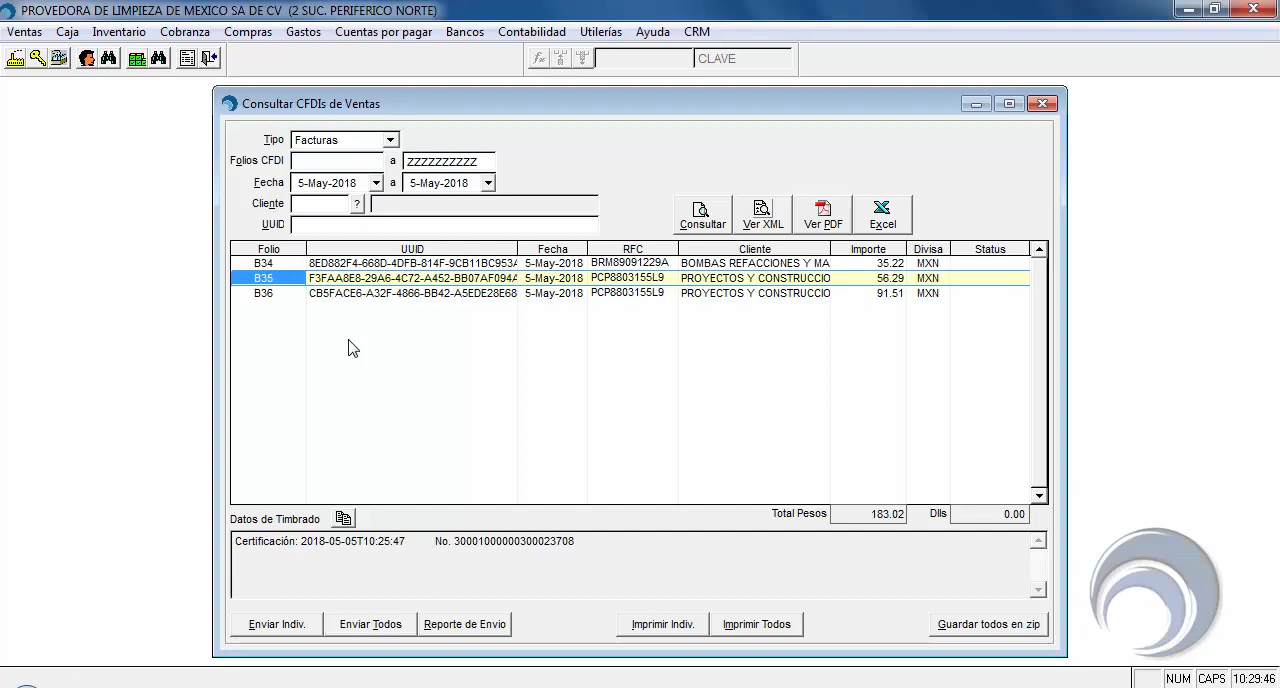 PROVEDORA DE LIMPIEZA DE MEXICO SA DE CV (2 SUC. PERIFERICO NORTE)
Ventas Caja Inventario Cobranza Compras Gastos Cuentas por pagar Bancos Contabilidad Utilerías Ayuda CRM
fx CLAVE
Consultar CFDIs de Ventas
Tipo Facturas
Folios CFDI a ZZZZZZZZZZ
Fecha 5-May-2018 a 5-May-2018
Cliente ?
UUID
Consultar Ver XML Ver PDF Excel
Folio UUID Fecha RFC Cliente Importe Divisa Status
B34 8ED882F4-668D-4DFB-814F-9CB11BC953A 5-May-2018 BRM89091229A BOMBAS REFACCIONES Y MA 35.22 MXN
B35 F3FAA8E8-29A6-4C72-A452-BB07AF094A 5-May-2018 PCP8803155L9 PROYECTOS Y CONSTRUCCIO 56.29 MXN
B36 CB5FACE6-A32F-4866-BB42-A5EDE28E68 5-May-2018 PCP8803155L9 PROYECTOS Y CONSTRUCCIO 91.51 MXN
Datos de Timbrado Total Pesos 183.02 Dlls 0.00
Certificación: 2018-05-05T10:25:47 No. 30001000000300023708
Enviar Indiv. Enviar Todos Reporte de Envio Imprimir Indiv. Imprimir Todos Guardar todos en zip
NUM CAPS 10:29:46